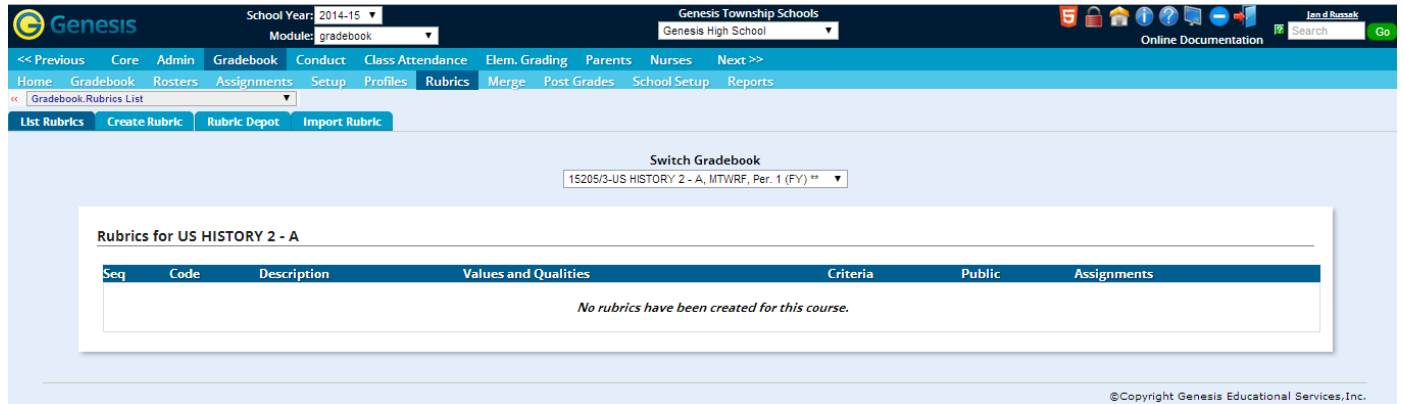 Genesis
School Year: 2014-15
Module: gradebook
Genesis Township Schools
Genesis High School
Online Documentation
Jan d Russak
Search
Go
<< Previous Core Admin Gradebook Conduct Class Attendance Elem. Grading Parents Nurses Next >>
Home Gradebook Rosters Assignments Setup Profiles Rubrics Merge Post Grades School Setup Reports
« Gradebook.Rubrics List
List Rubrics Create Rubric Rubric Depot Import Rubric
Switch Gradebook
15205/3-US HISTORY 2 - A, MTWRF, Per. 1 (FY) **
Rubrics for US HISTORY 2 - A
Seq Code Description Values and Qualities Criteria Public Assignments
No rubrics have been created for this course.
©Copyright Genesis Educational Services,Inc.